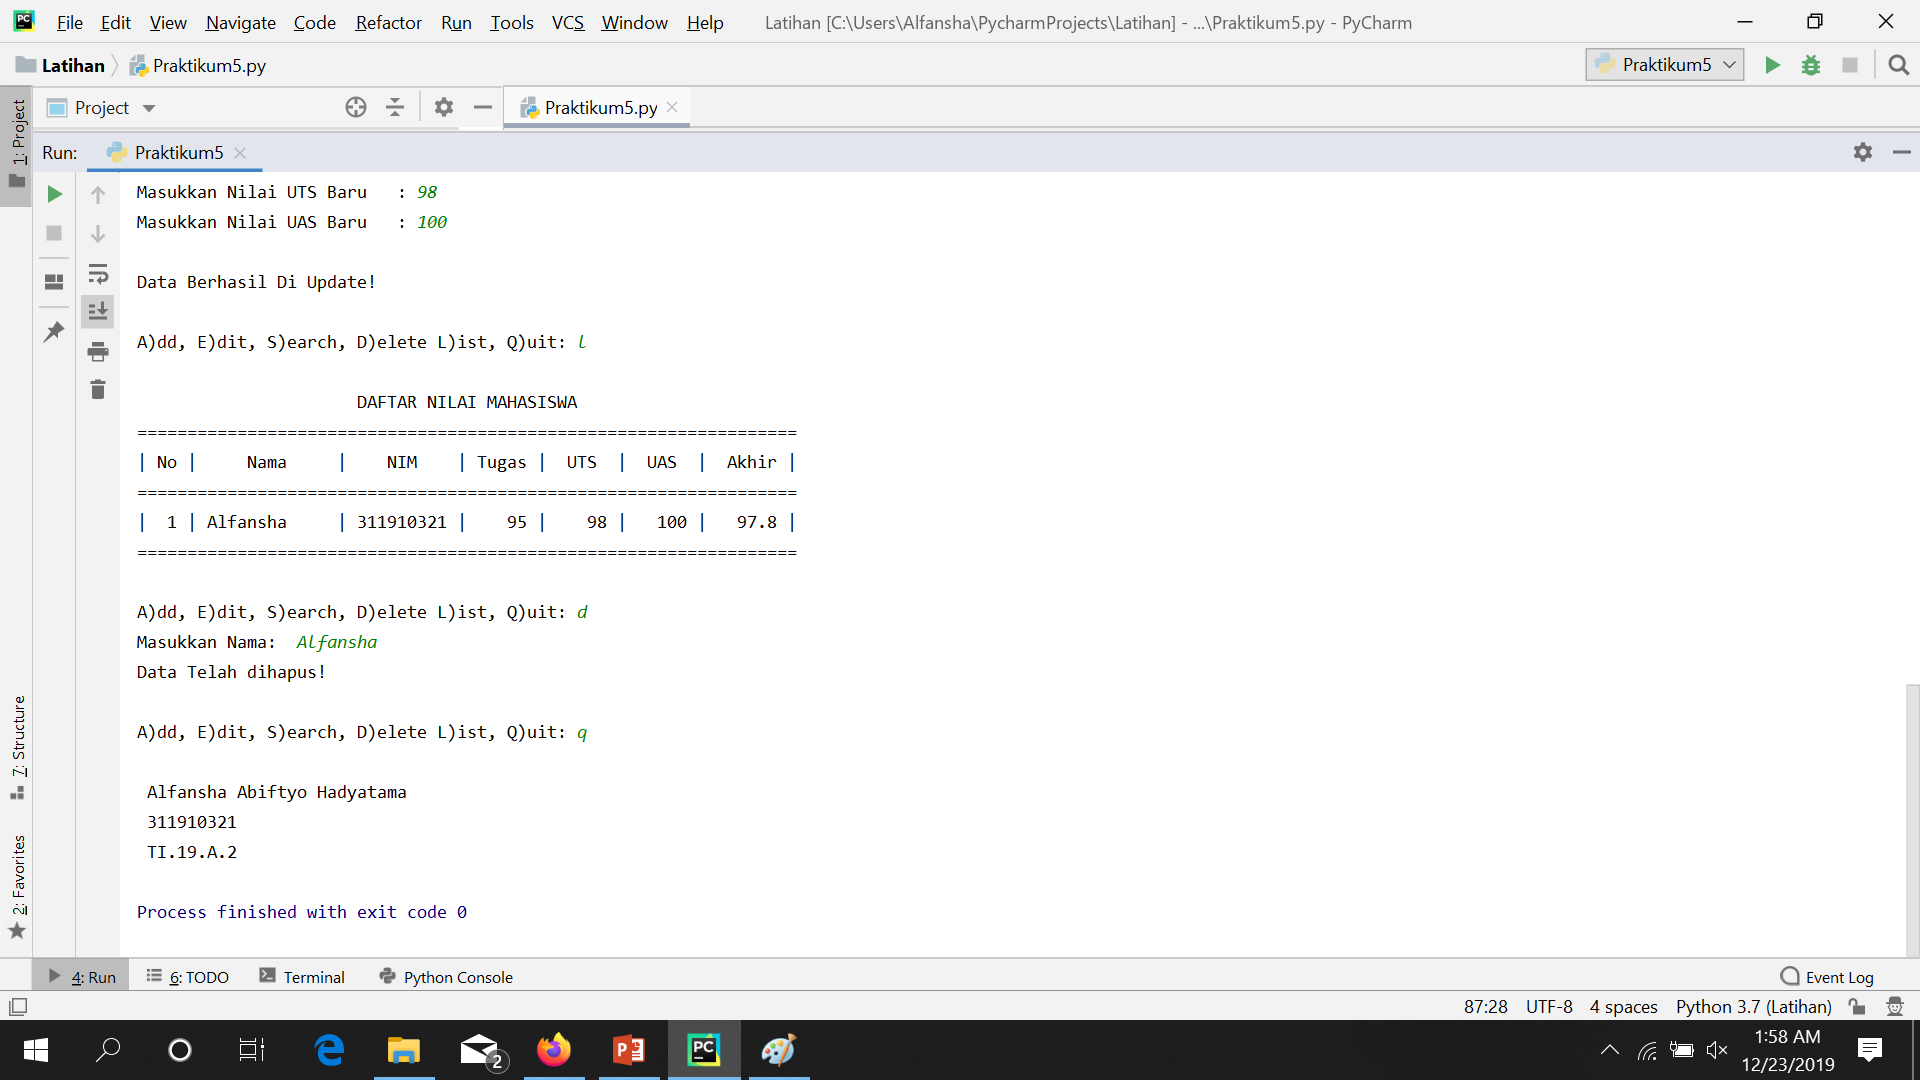 File Edit View Navigate Code Refactor Run Tools VCS Window Help Latihan [C:\Users\Alfansha\PycharmProjects\Latihan] - ...\Praktikum5.py - PyCharm
Latihan Praktikum5.py Praktikum5
Project Praktikum5.py
1: Project
Run: Praktikum5
Masukkan Nilai UTS Baru   : 98
Masukkan Nilai UAS Baru   : 100
Data Berhasil Di Update!
A)dd, E)dit, S)earch, D)elete L)ist, Q)uit: l
DAFTAR NILAI MAHASISWA
==================================================================
| No |     Nama     |    NIM    | Tugas |  UTS  |  UAS  |  Akhir |
==================================================================
|  1 | Alfansha     | 311910321 |    95 |    98 |   100 |   97.8 |
==================================================================
A)dd, E)dit, S)earch, D)elete L)ist, Q)uit: d
Masukkan Nama:  Alfansha
Data Telah dihapus!
A)dd, E)dit, S)earch, D)elete L)ist, Q)uit: q
Alfansha Abiftyo Hadyatama
311910321
TI.19.A.2
Process finished with exit code 0
7: Structure
2: Favorites
4: Run 6: TODO Terminal Python Console Event Log
87:28 UTF-8 4 spaces Python 3.7 (Latihan)
2
1:58 AM
12/23/2019